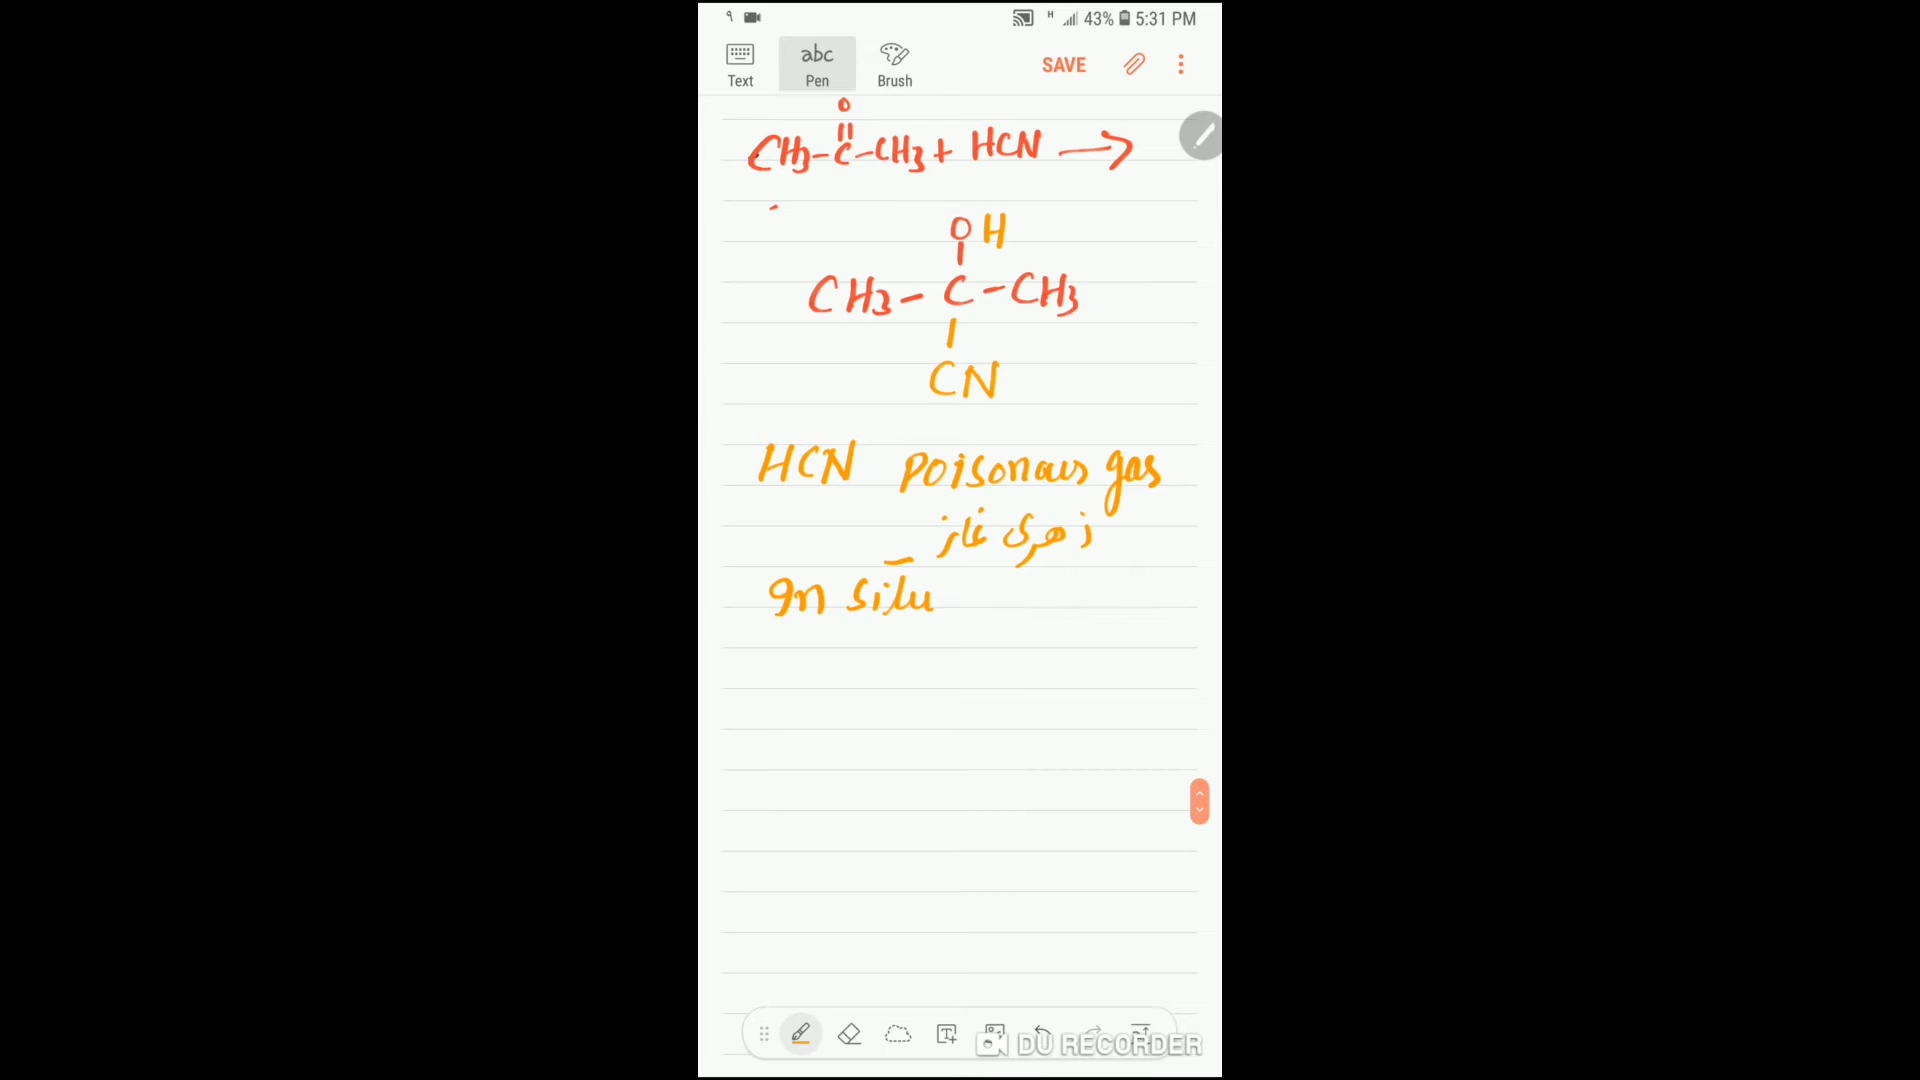 43% 5:31 PM
Text
abc
Pen
Brush
SAVE
O
||
CH3-C-CH3 + HCN →
OH
|
CH3-C-CH3
|
CN
HCN poisonous gas
زھری غاز
In situ
DU RECORDER